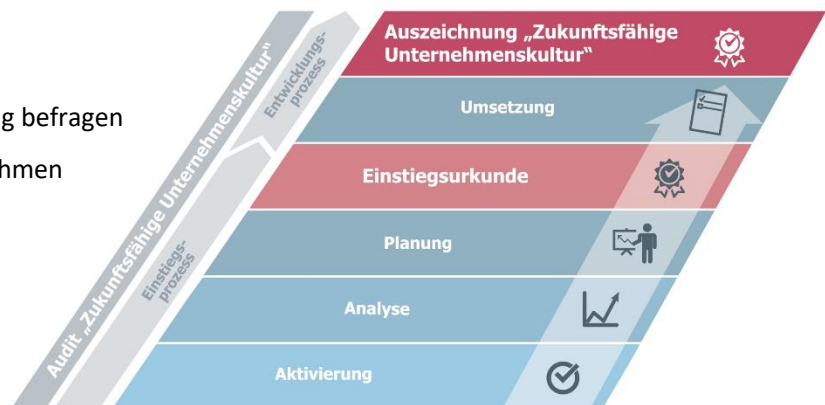 g befragen
hmen
Audit „Zukunftsfähige Unternehmenskultur“
Einstiegs-
prozess
Entwicklungs-
prozess
Auszeichnung „Zukunftsfähige
Unternehmenskultur“
Umsetzung
Einstiegsurkunde
Planung
Analyse
Aktivierung